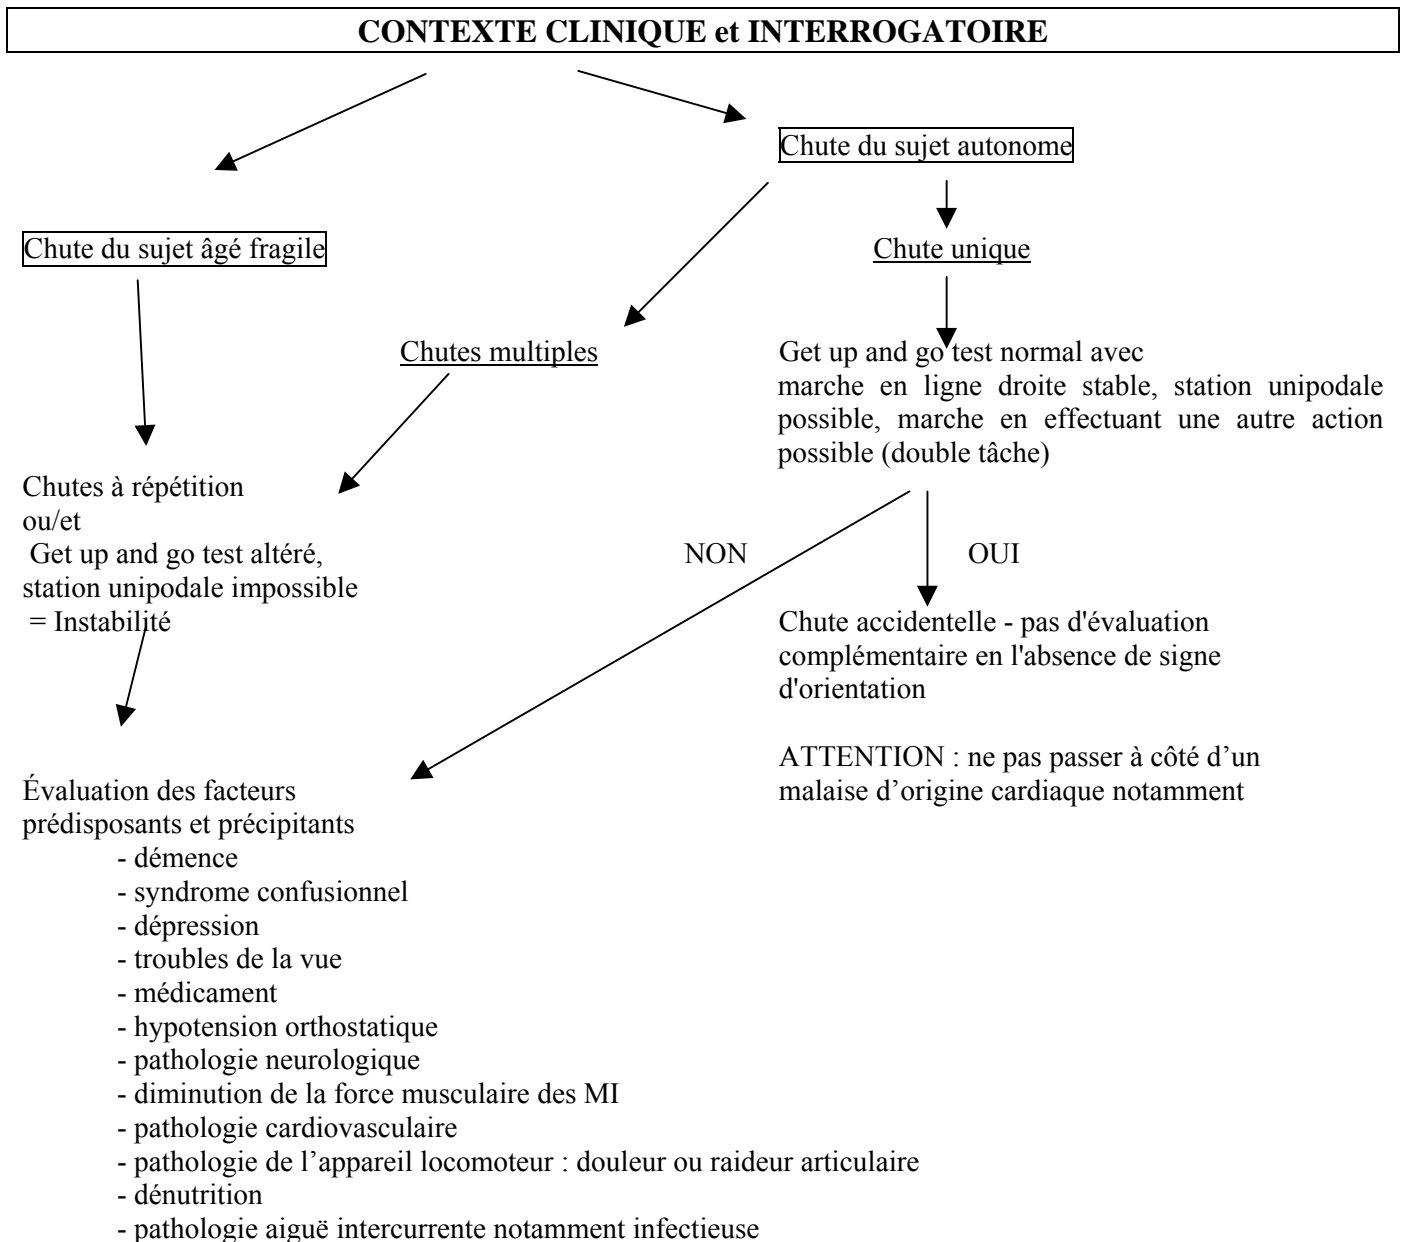 CONTEXTE CLINIQUE et INTERROGATOIRE
Chute du sujet autonome
Chute du sujet âgé fragile
Chute unique
Chutes multiples
Get up and go test normal avec
marche en ligne droite stable, station unipodale
possible, marche en effectuant une autre action
possible (double tâche)
Chutes à répétition
ou/et
Get up and go test altéré,
station unipodale impossible
= Instabilité
NON
OUI
Chute accidentelle - pas d'évaluation
complémentaire en l'absence de signe
d'orientation
ATTENTION : ne pas passer à côté d’un
malaise d’origine cardiaque notamment
Évaluation des facteurs
prédisposants et précipitants
- démence
- syndrome confusionnel
- dépression
- troubles de la vue
- médicament
- hypotension orthostatique
- pathologie neurologique
- diminution de la force musculaire des MI
- pathologie cardiovasculaire
- pathologie de l’appareil locomoteur : douleur ou raideur articulaire
- dénutrition
- pathologie aiguë intercurrente notamment infectieuse